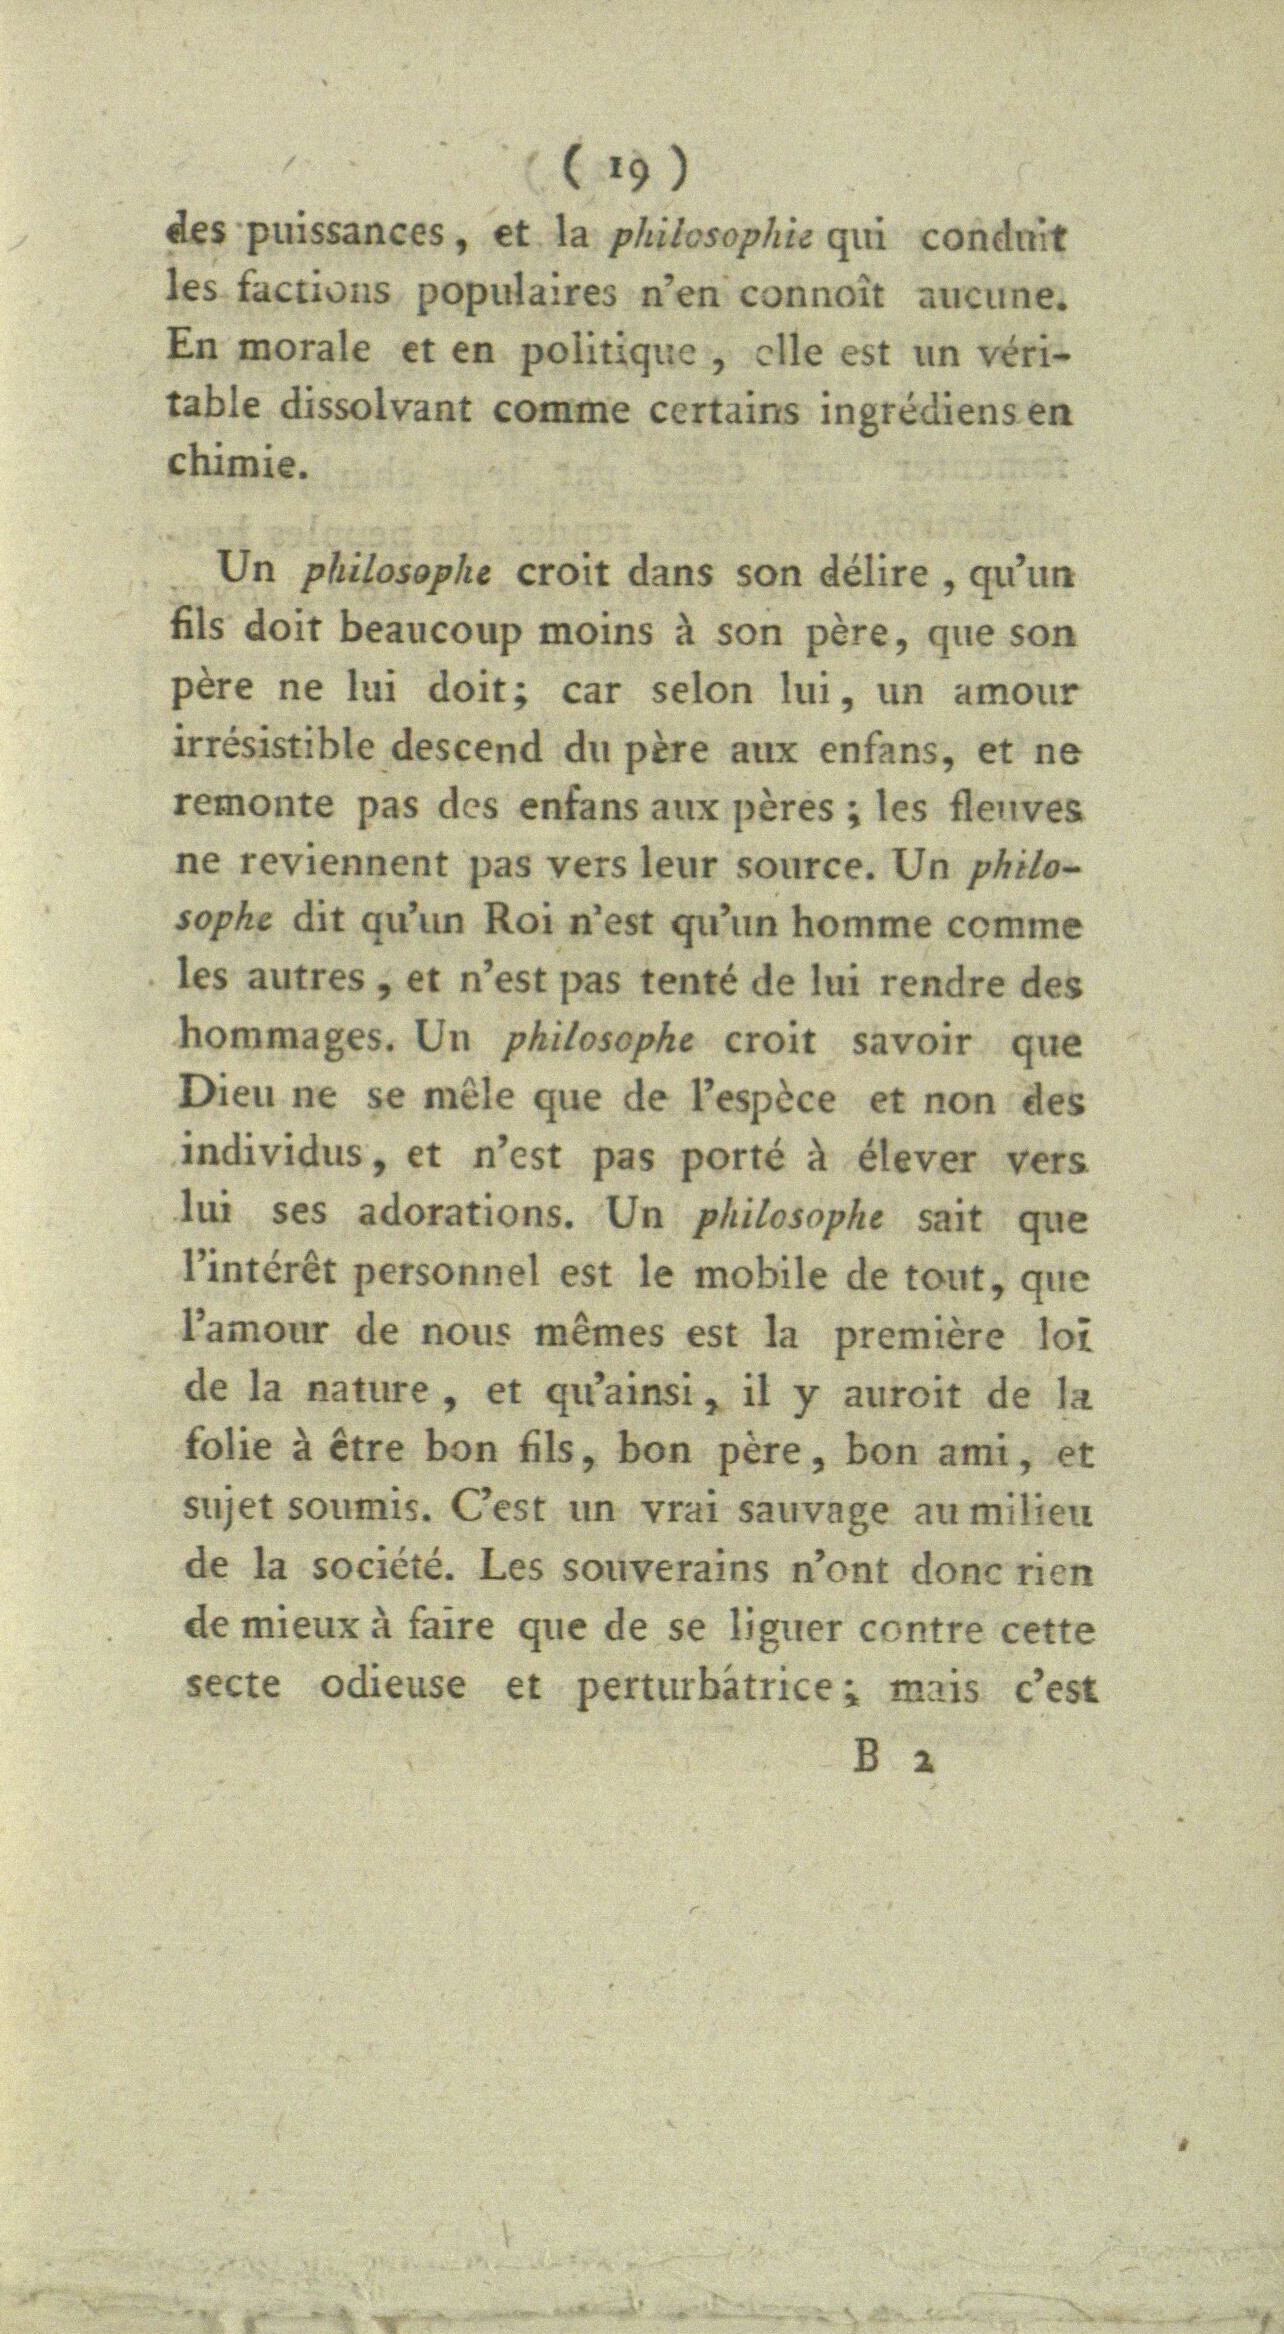 ( 19 )
des puissances, et la philosophie qui conduit
les factions populaires n'en connoît aucune.
En morale et en politique, elle est un véri-
table dissolvant comme certains ingrédiens en
chimie.
Un philosophe croit dans son délire, qu'un
fils doit beaucoup moins à son père, que son
père ne lui doit; car selon lui, un amour
irrésistible descend du père aux enfans, et ne
remonte pas des enfans aux pères; les fleuves
ne reviennent pas vers leur source. Un philo-
sophe dit qu'un Roi n'est qu'un homme comme
les autres, et n'est pas tenté de lui rendre des
hommages. Un philosophe croit savoir que
Dieu ne se mêle que de l'espèce et non des
individus, et n'est pas porté à élever vers
lui ses adorations. Un philosophe sait que
l'intérêt personnel est le mobile de tout, que
l'amour de nous mêmes est la première loi
de la nature, et qu'ainsi, il y auroit de la
folie à être bon fils, bon père, bon ami, et
sujet soumis. C'est un vrai sauvage au milieu
de la société. Les souverains n'ont donc rien
de mieux à faire que de se liguer contre cette
secte odieuse et perturbatrice; mais c'est
B 2